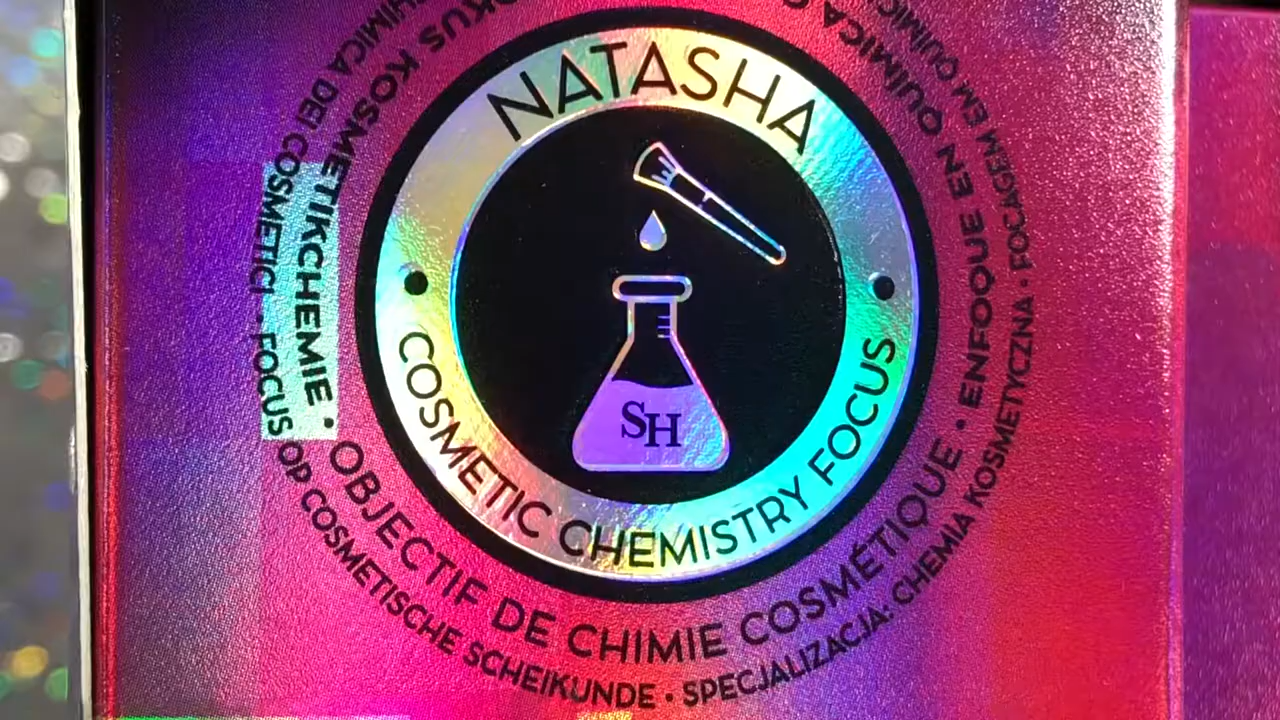 NATASHA
COSMETIC CHEMISTRY FOCUS
SH
KOSMETIKCHEMIE • OBJECTIF DE CHIMIE COSMÉTIQUE • ENFOQUE EN QUÍMICA
DEI COSMETICI • FOCUS OP COSMETISCHE SCHEIKUNDE • SPECJALIZACJA: CHEMIA KOSMETYCZNA • FOCAGEM EM